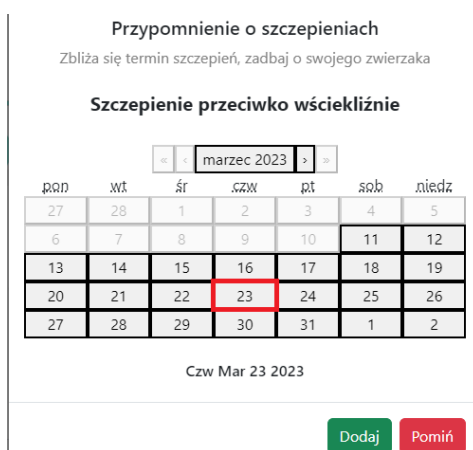 Przypomnienie o szczepieniach
Zbliża się termin szczepień, zadbaj o swojego zwierzaka
Szczepienie przeciwko wściekliźnie
« ‹ marzec 2023 › »
pon wt śr czw pt sob niedz
27 28 1 2 3 4 5
6 7 8 9 10 11 12
13 14 15 16 17 18 19
20 21 22 23 24 25 26
27 28 29 30 31 1 2
Czw Mar 23 2023
Dodaj Pomiń